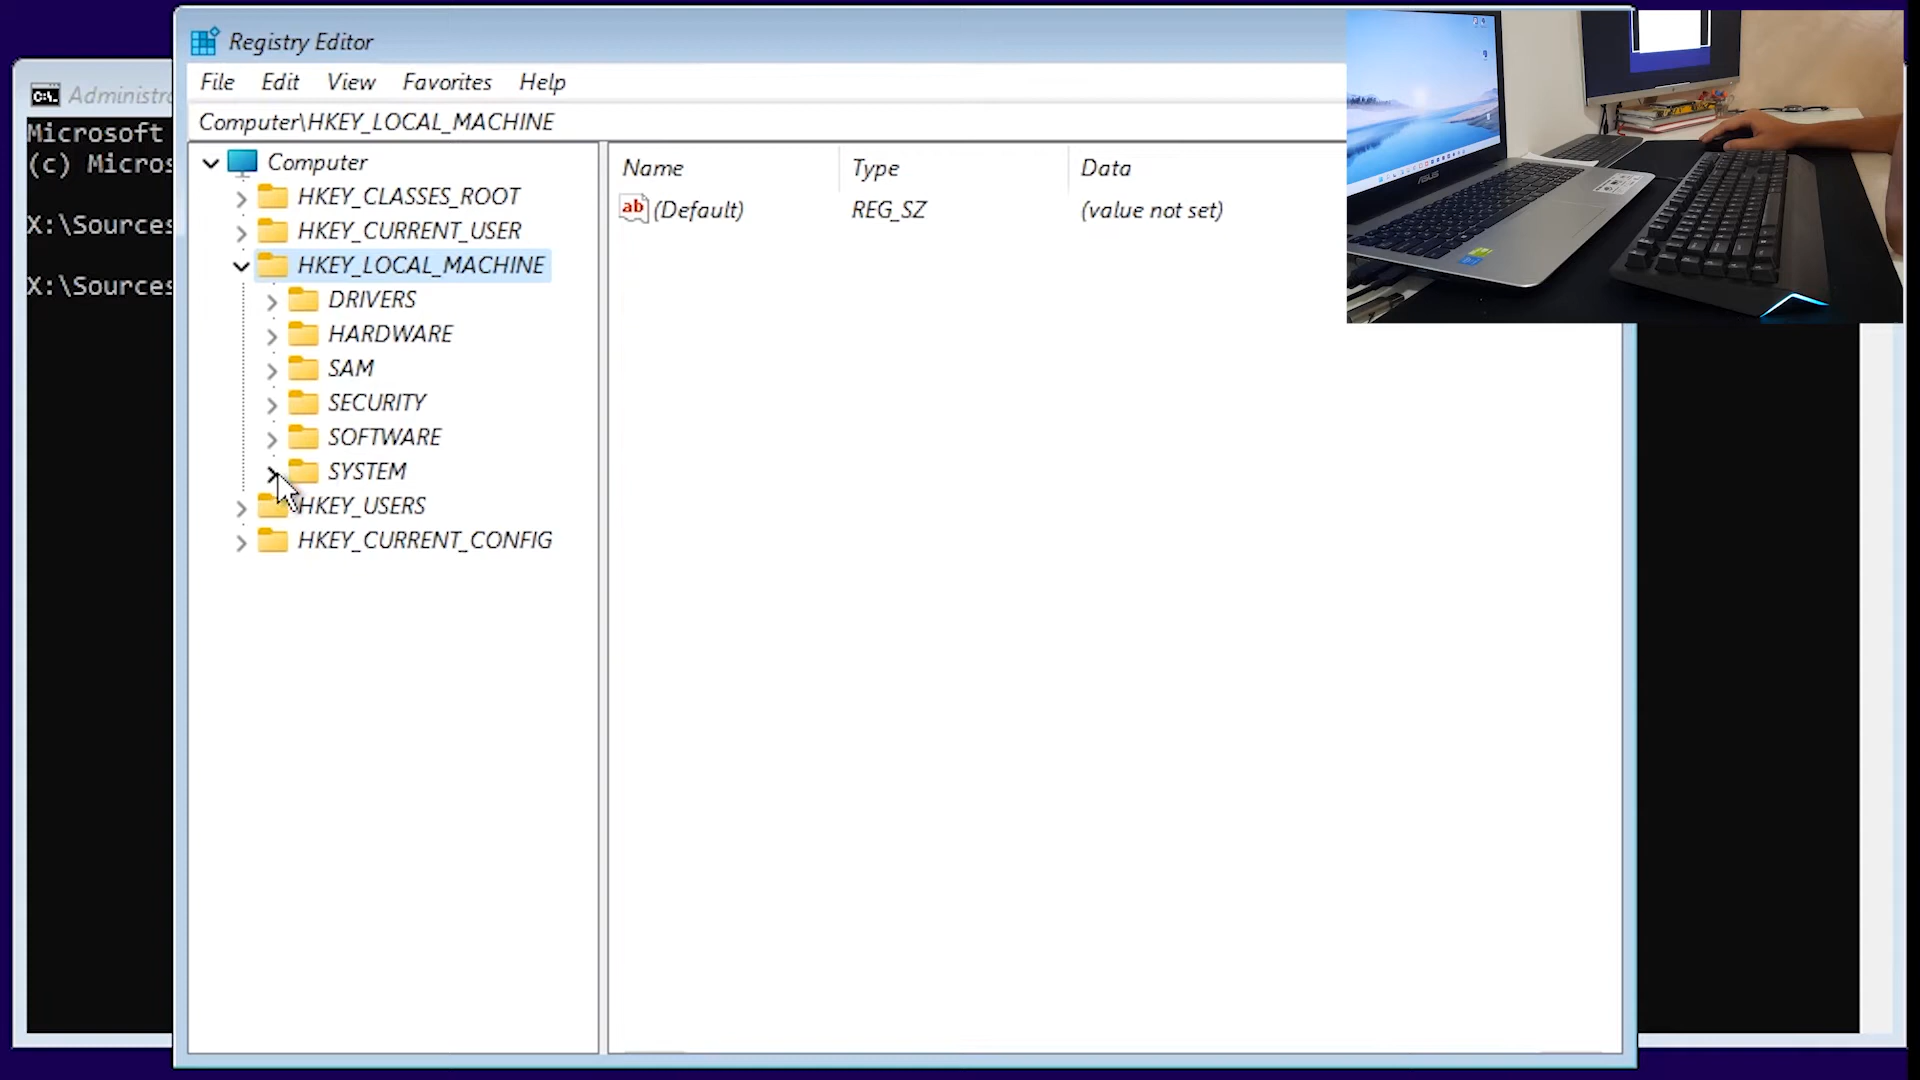 Registry Editor
File Edit View Favorites Help
Computer\HKEY_LOCAL_MACHINE
Administra
Microsoft
(c) Micros
X:\Sources
X:\Sources
Computer
HKEY_CLASSES_ROOT
HKEY_CURRENT_USER
HKEY_LOCAL_MACHINE
DRIVERS
HARDWARE
SAM
SECURITY
SOFTWARE
SYSTEM
HKEY_USERS
HKEY_CURRENT_CONFIG
Name Type Data
(Default) REG_SZ (value not set)
ASUS